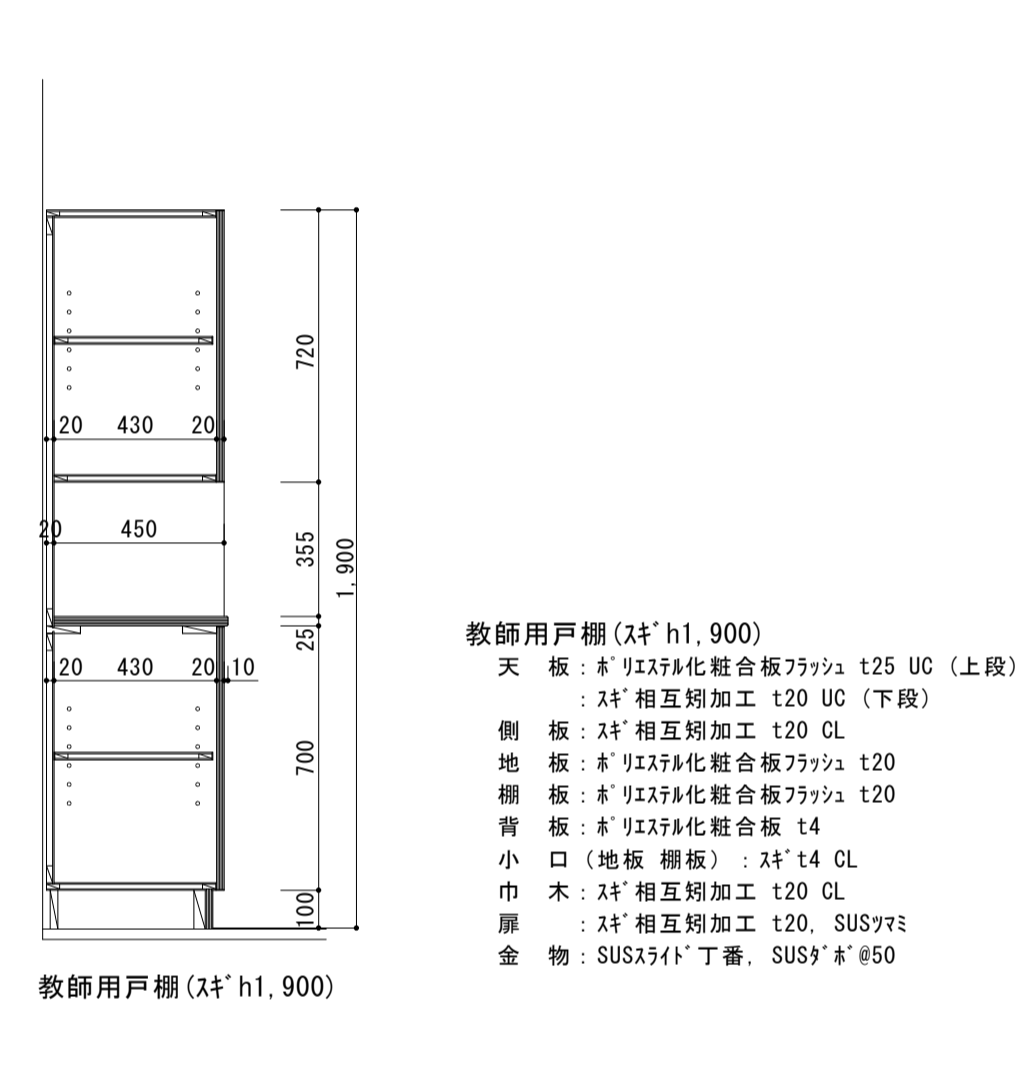 720
20 430 20
20 450
355
1,900
25
20 430 20 10
700
100
教師用戸棚(ｽｷﾞh1,900)
教師用戸棚(ｽｷﾞh1,900)
天 板：ﾎﾟﾘｴｽﾃﾙ化粧合板ﾌﾗｯｼｭ t25 UC (上段)
：ｽｷﾞ相互矧加工 t20 UC (下段)
側 板：ｽｷﾞ相互矧加工 t20 CL
地 板：ﾎﾟﾘｴｽﾃﾙ化粧合板ﾌﾗｯｼｭ t20
棚 板：ﾎﾟﾘｴｽﾃﾙ化粧合板ﾌﾗｯｼｭ t20
背 板：ﾎﾟﾘｴｽﾃﾙ化粧合板 t4
小 口 (地板 棚板) ：ｽｷﾞt4 CL
巾 木：ｽｷﾞ相互矧加工 t20 CL
扉 ：ｽｷﾞ相互矧加工 t20, SUSﾂﾏﾐ
金 物：SUSｽﾗｲﾄﾞ丁番, SUSﾀﾞﾎﾞ@50